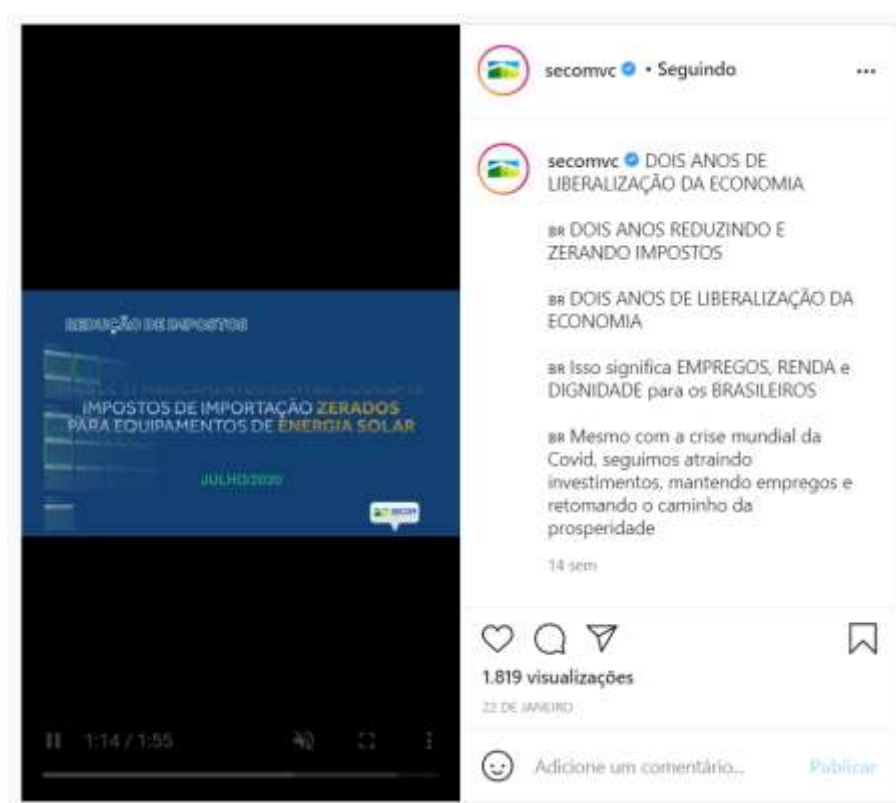 REDUÇÃO DE IMPOSTOS
IMPOSTOS DE IMPORTAÇÃO ZERADOS
PARA EQUIPAMENTOS DE ENERGIA SOLAR
JULHO/2020
SECOM
1:14 / 1:55
secomvc • Seguindo
secomvc DOIS ANOS DE
LIBERALIZAÇÃO DA ECONOMIA
BR DOIS ANOS REDUZINDO E
ZERANDO IMPOSTOS
BR DOIS ANOS DE LIBERALIZAÇÃO DA
ECONOMIA
BR Isso significa EMPREGOS, RENDA e
DIGNIDADE para os BRASILEIROS
BR Mesmo com a crise mundial da
Covid, seguimos atraindo
investimentos, mantendo empregos e
retomando o caminho da
prosperidade
14 sem
1.819 visualizações
22 DE JANEIRO
Adicione um comentário... Publicar